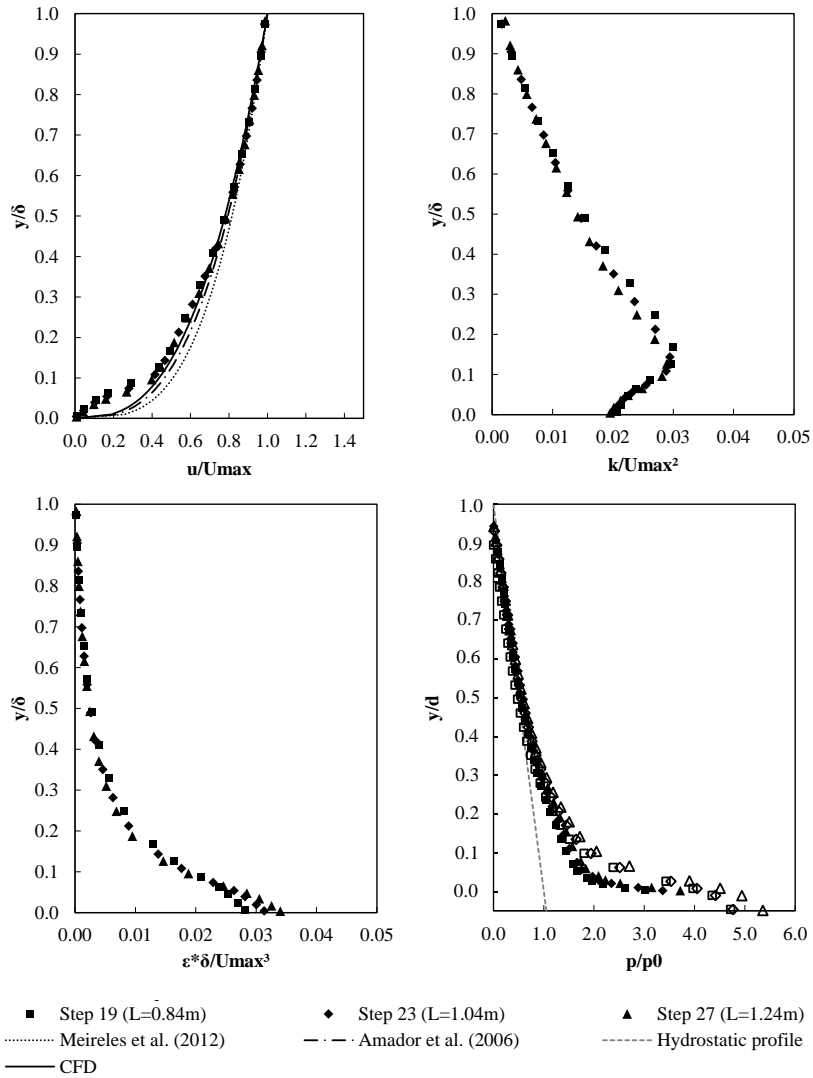 1.0
0.9
0.8
0.7
0.6
0.5
0.4
0.3
0.2
0.1
0.0
y/δ
0.0 0.2 0.4 0.6 0.8 1.0 1.2 1.4
u/Umax
1.0
0.9
0.8
0.7
0.6
0.5
0.4
0.3
0.2
0.1
0.0
y/δ
0.00 0.01 0.02 0.03 0.04 0.05
k/Umax²
1.0
0.9
0.8
0.7
0.6
0.5
0.4
0.3
0.2
0.1
0.0
y/δ
0.00 0.01 0.02 0.03 0.04 0.05
ε*δ/Umax³
1.0
0.9
0.8
0.7
0.6
0.5
0.4
0.3
0.2
0.1
0.0
y/d
0.0 1.0 2.0 3.0 4.0 5.0 6.0
p/p0
Step 19 (L=0.84m) Step 23 (L=1.04m) Step 27 (L=1.24m)
Meireles et al. (2012) Amador et al. (2006) Hydrostatic profile
CFD